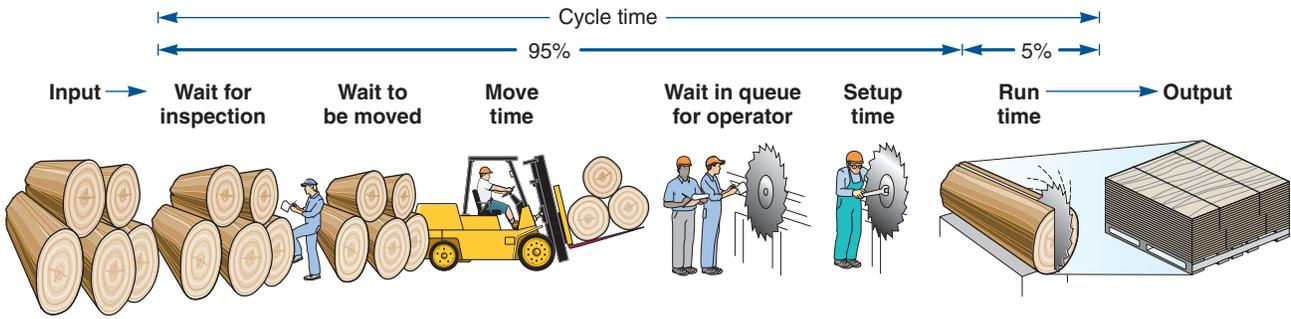 Cycle time
95%
5%
Input
Wait for
inspection
Wait to
be moved
Move
time
Wait in queue
for operator
Setup
time
Run
time
Output